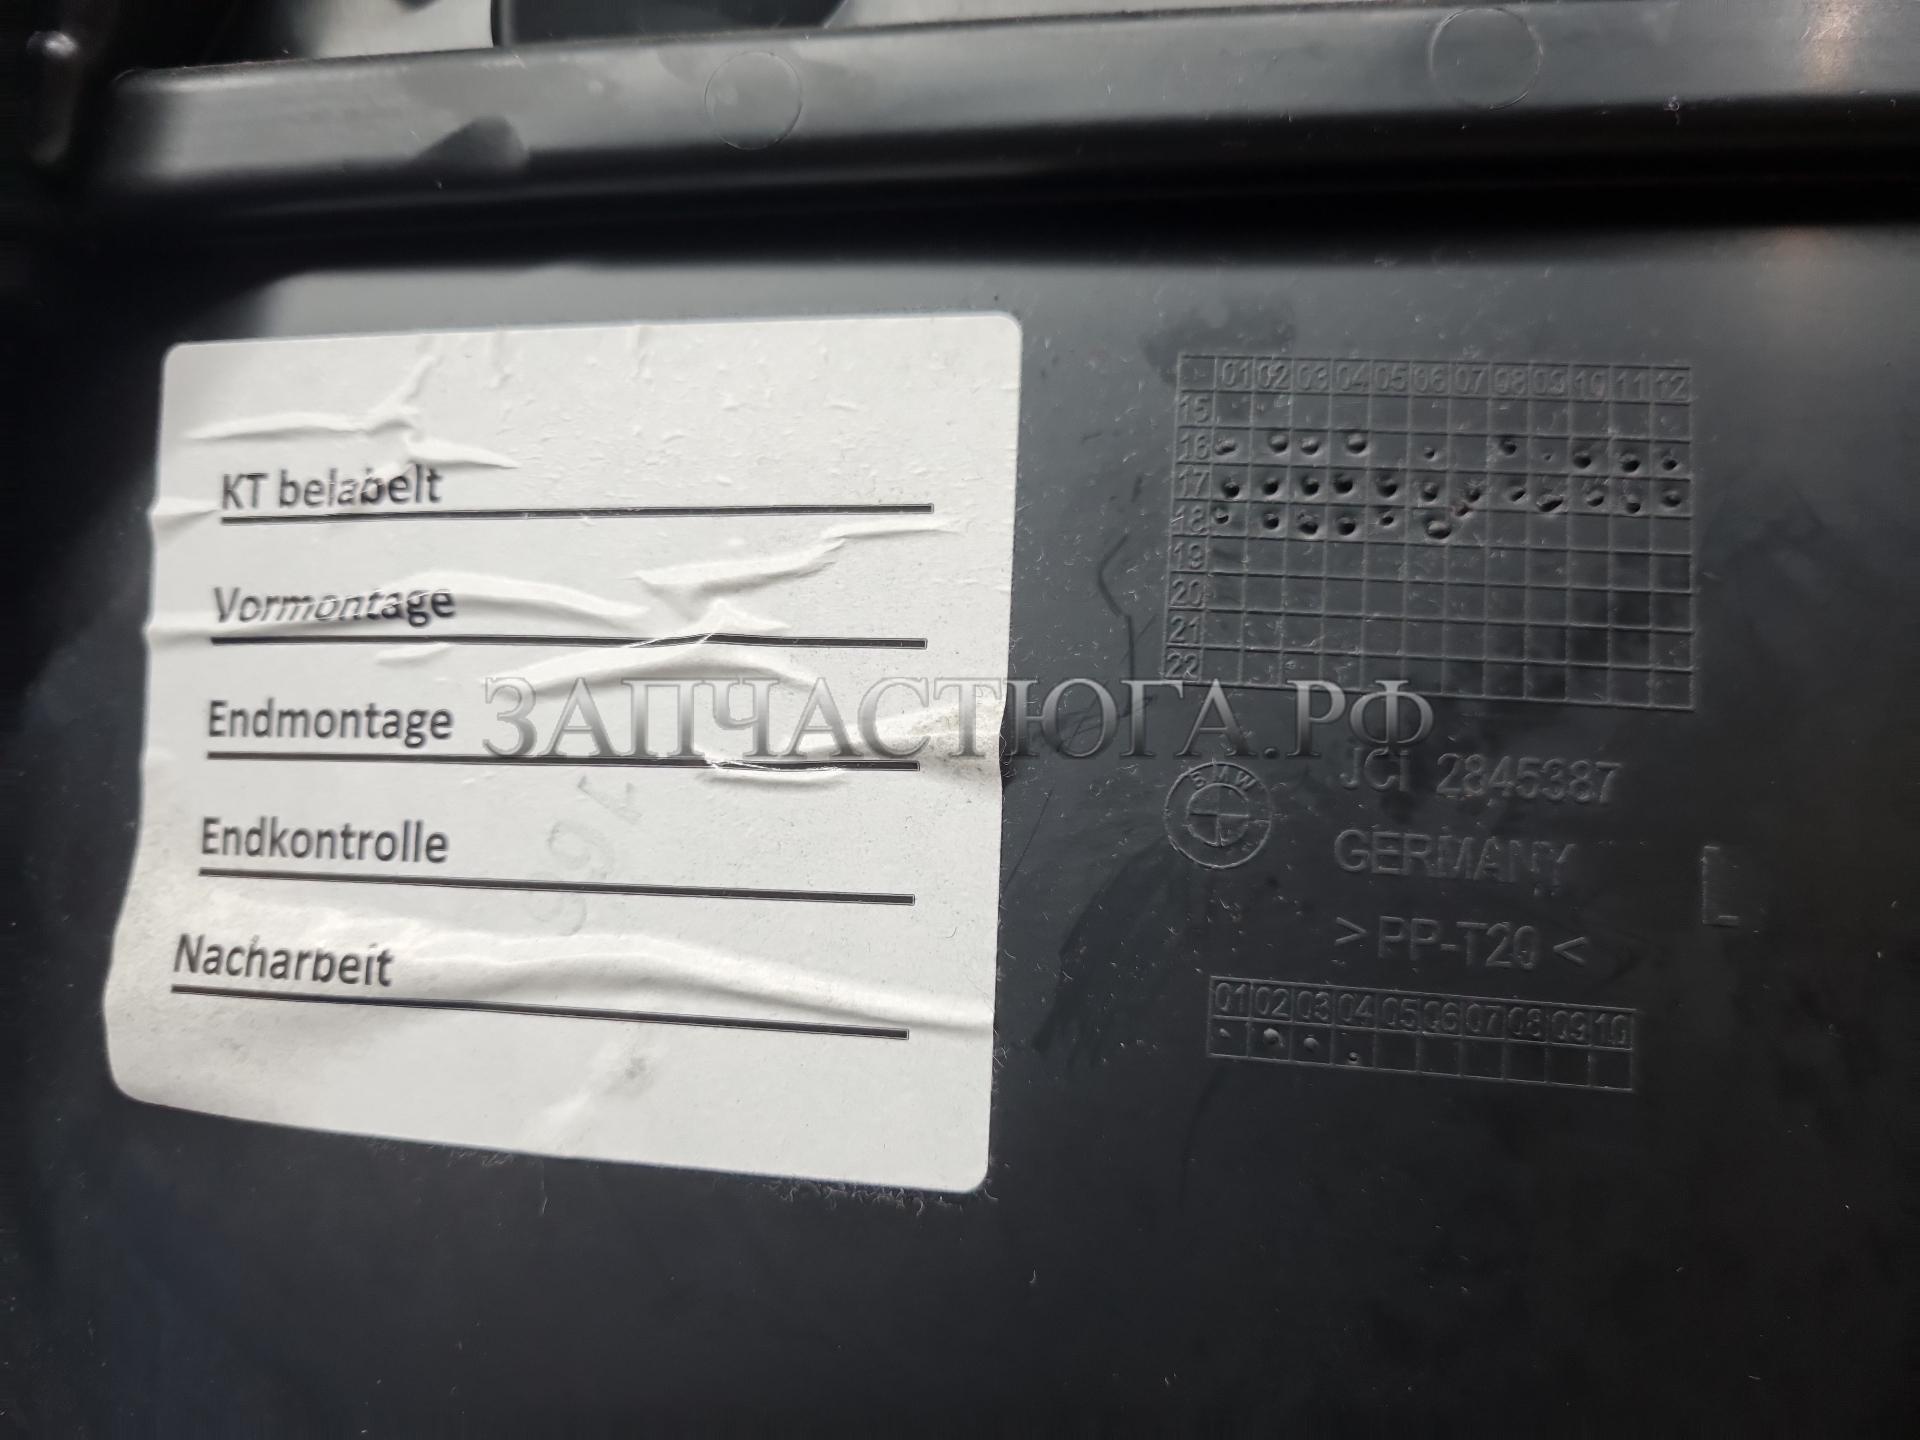 KT belabelt
Vormontage
Endmontage
Endkontrolle
Nacharbeit
166
ЗАПЧАСТЮГА.РФ
01 02 03 04 05 06 07 08 09 10 11 12
15
16
17
18
19
20
21
22
BMW
JCI 2845387
GERMANY
>PP-T20<
L
01 02 03 04 05 06 07 08 09 10